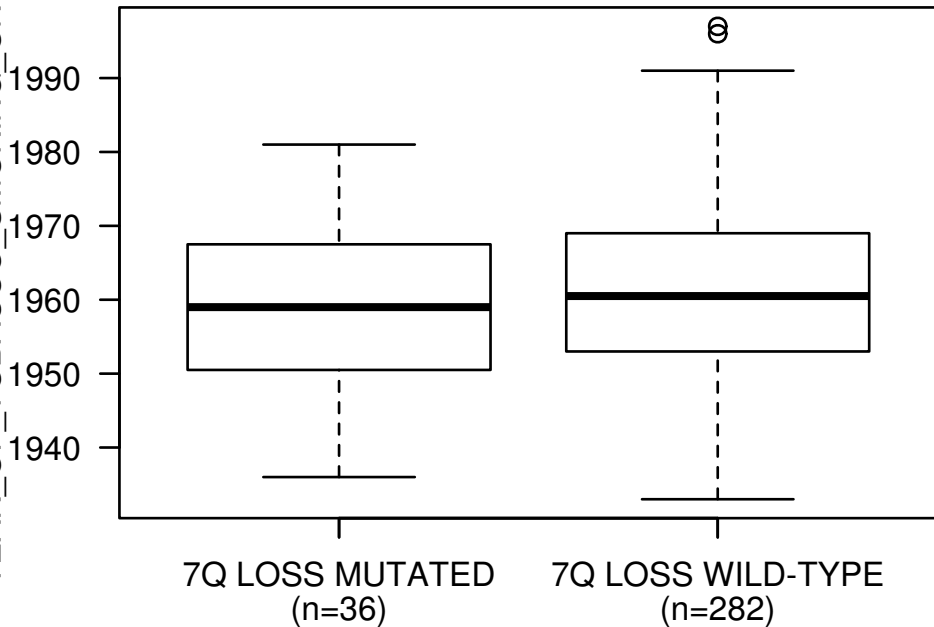 1990
1980
1970
1960
1950
1940
7Q LOSS MUTATED
(n=36)
7Q LOSS WILD-TYPE
(n=282)